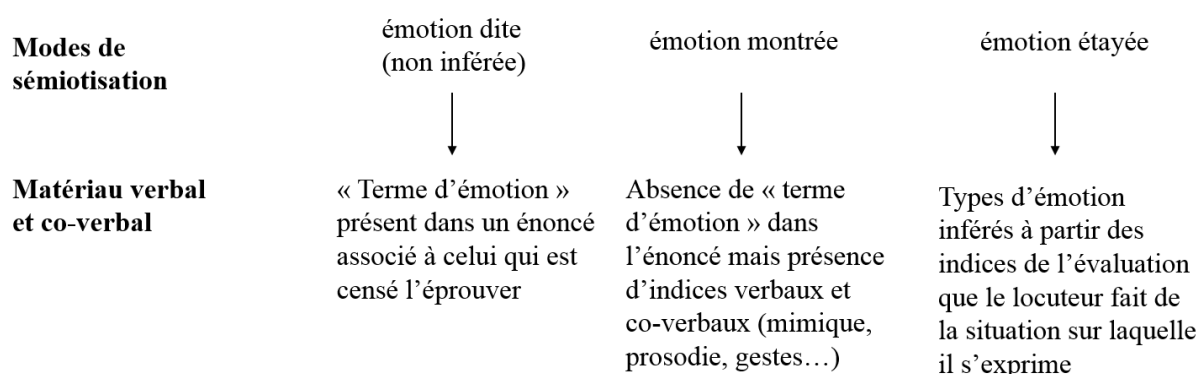 Modes de
sémiotisation
émotion dite
(non inférée)
émotion montrée
émotion étayée
Matériau verbal
et co-verbal
« Terme d’émotion »
présent dans un énoncé
associé à celui qui est
censé l’éprouver
Absence de « terme
d’émotion » dans
l’énoncé mais présence
d’indices verbaux et
co-verbaux (mimique,
prosodie, gestes…)
Types d’émotion
inférés à partir des
indices de l’évaluation
que le locuteur fait de
la situation sur laquelle
il s’exprime